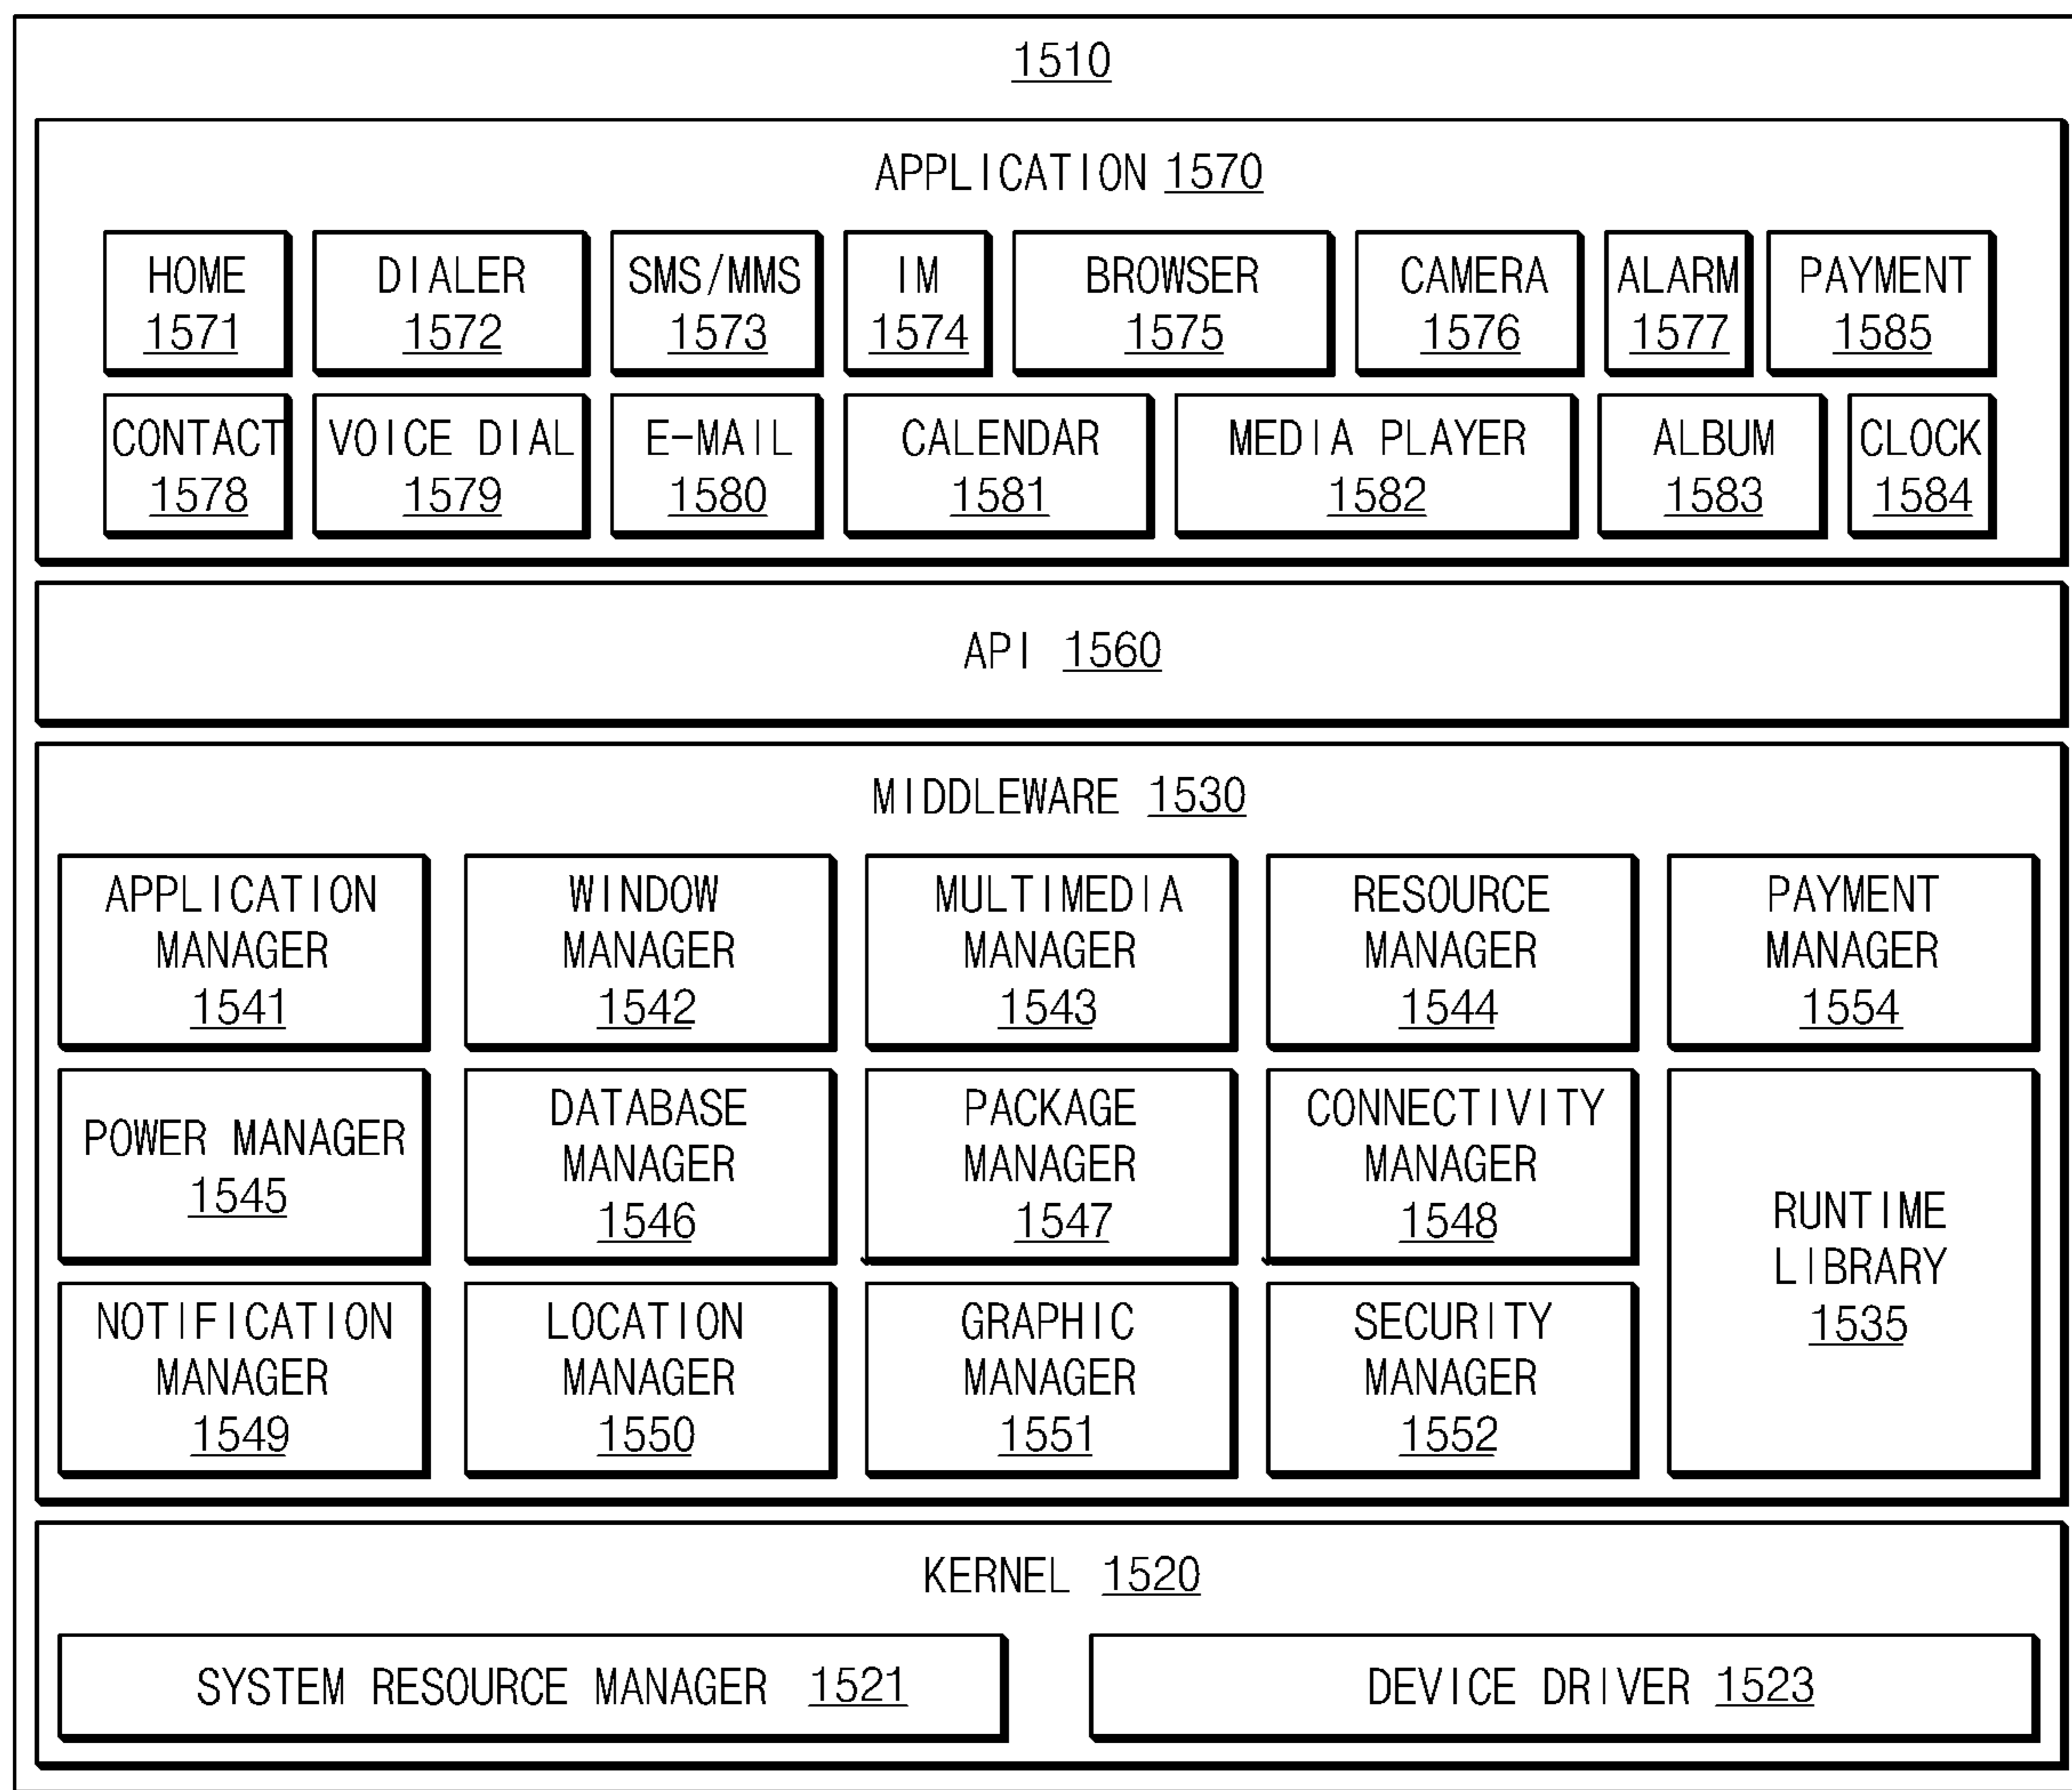 1510
APPLICATION 1570
HOME
1571
DIALER
1572
SMS/MMS
1573
IM
1574
BROWSER
1575
CAMERA
1576
ALARM
1577
PAYMENT
1585
CONTACT
1578
VOICE DIAL
1579
E-MAIL
1580
CALENDAR
1581
MEDIA PLAYER
1582
ALBUM
1583
CLOCK
1584
API 1560
MIDDLEWARE 1530
APPLICATION
MANAGER
1541
WINDOW
MANAGER
1542
MULTIMEDIA
MANAGER
1543
RESOURCE
MANAGER
1544
PAYMENT
MANAGER
1554
POWER MANAGER
1545
DATABASE
MANAGER
1546
PACKAGE
MANAGER
1547
CONNECTIVITY
MANAGER
1548
RUNTIME
LIBRARY
1535
NOTIFICATION
MANAGER
1549
LOCATION
MANAGER
1550
GRAPHIC
MANAGER
1551
SECURITY
MANAGER
1552
KERNEL 1520
SYSTEM RESOURCE MANAGER 1521
DEVICE DRIVER 1523